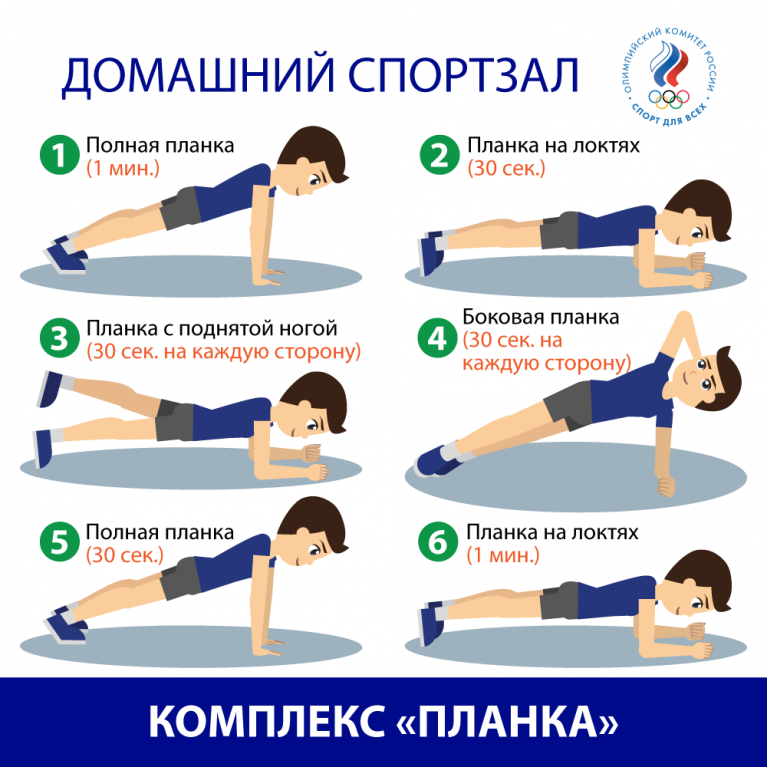 ДОМАШНИЙ СПОРТЗАЛ
ОЛИМПИЙСКИЙ КОМИТЕТ РОССИИ
• СПОРТ ДЛЯ ВСЕХ •
1 Полная планка
(1 мин.)
2 Планка на локтях
(30 сек.)
3 Планка с поднятой ногой
(30 сек. на каждую сторону)
4 Боковая планка
(30 сек. на
каждую сторону)
5 Полная планка
(30 сек.)
6 Планка на локтях
(1 мин.)
КОМПЛЕКС «ПЛАНКА»